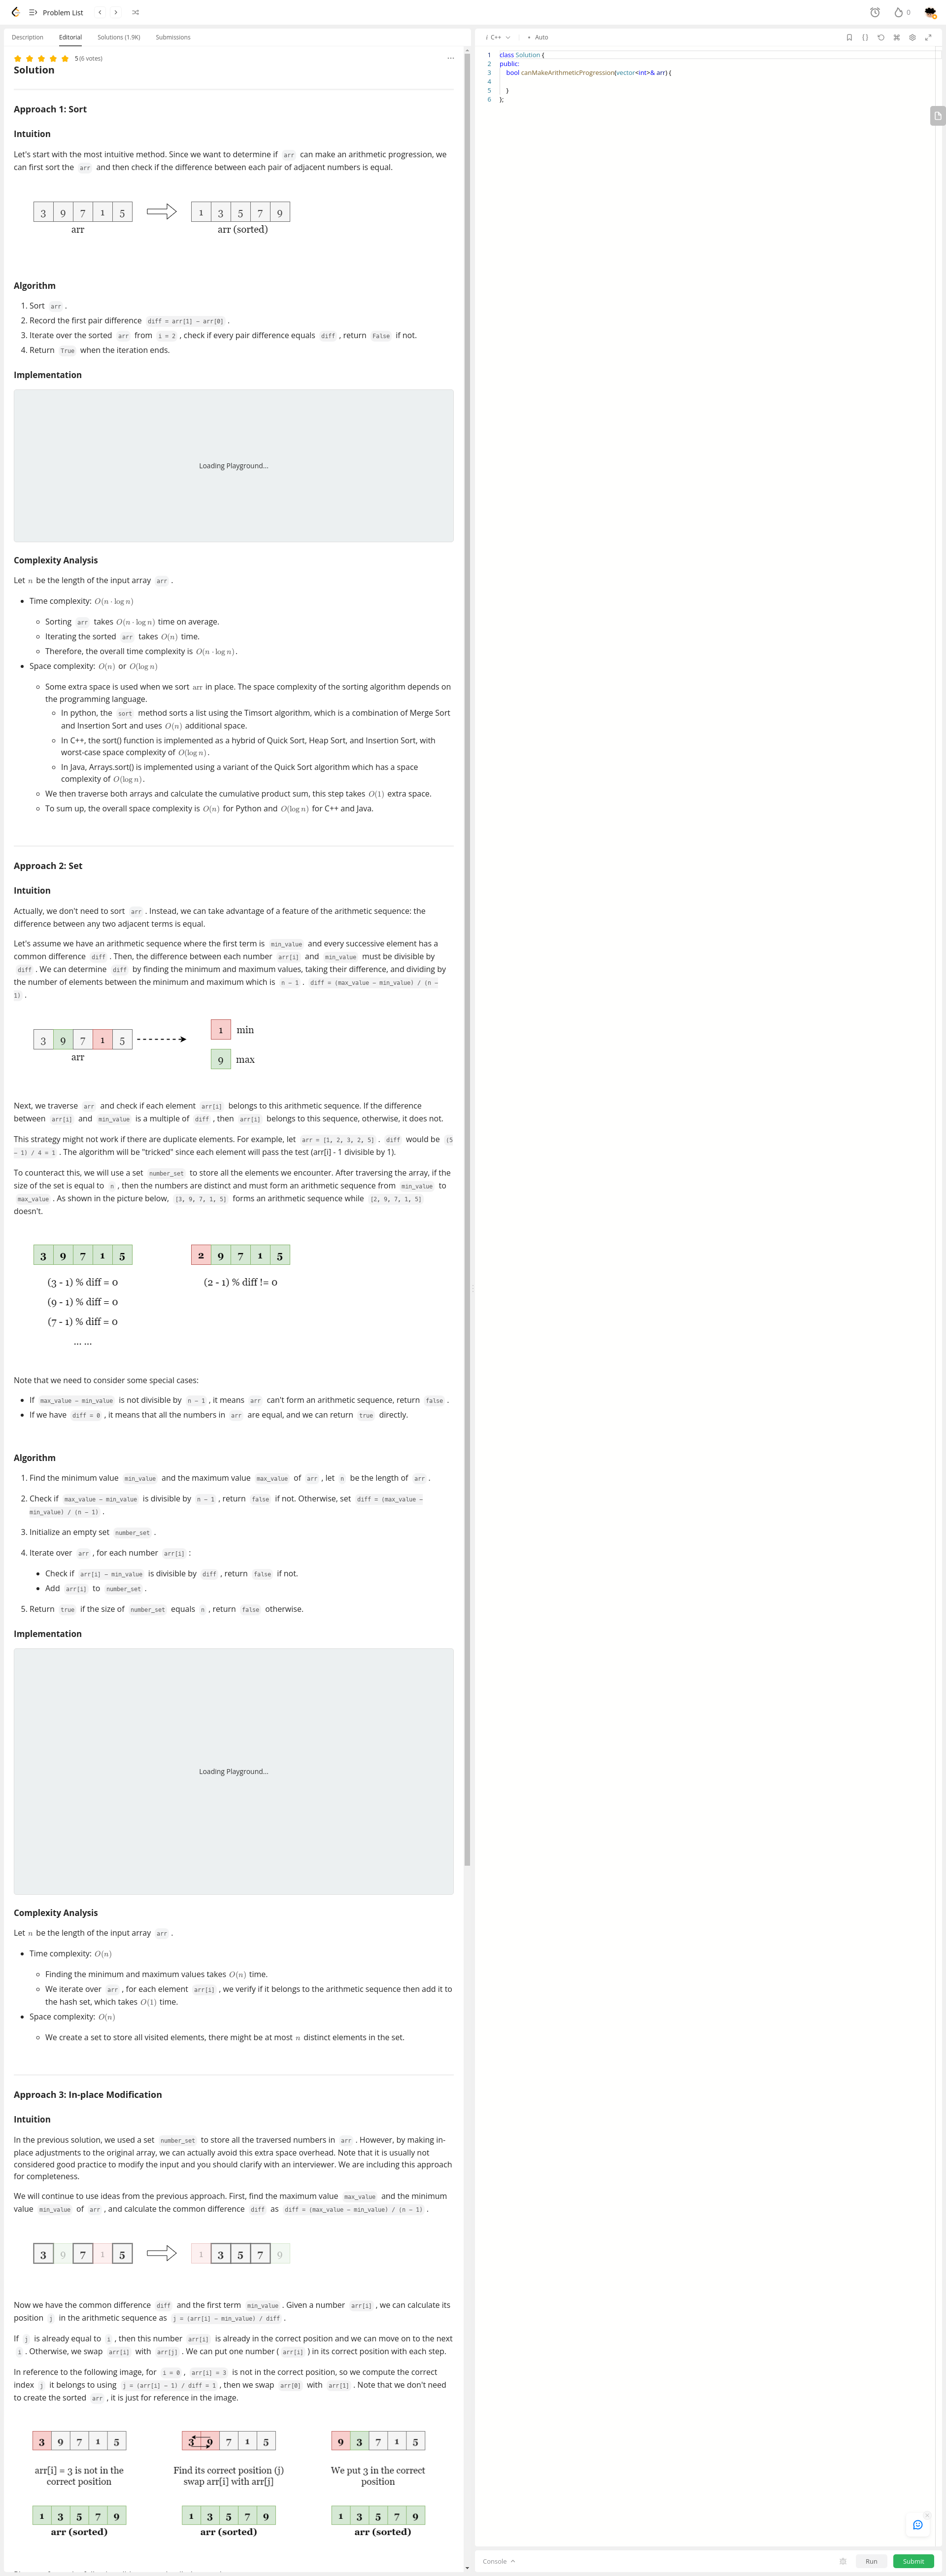 Problem List
0
Description Editorial Solutions (1.9K) Submissions
5 (6 votes)
Solution
Approach 1: Sort
Intuition
Let's start with the most intuitive method. Since we want to determine if arr can make an arithmetic progression, we
can first sort the arr and then check if the difference between each pair of adjacent numbers is equal.
3 9 7 1 5 1 3 5 7 9
arr arr (sorted)
Algorithm
1. Sort arr .
2. Record the first pair difference diff = arr[1] - arr[0] .
3. Iterate over the sorted arr from i = 2 , check if every pair difference equals diff , return False if not.
4. Return True when the iteration ends.
Implementation
Loading Playground...
Complexity Analysis
Let n be the length of the input array arr .
• Time complexity: O(n · log n)
Sorting arr takes O(n · log n) time on average.
Iterating the sorted arr takes O(n) time.
Therefore, the overall time complexity is O(n · log n).
• Space complexity: O(n) or O(log n)
Some extra space is used when we sort arr in place. The space complexity of the sorting algorithm depends on
the programming language.
In python, the sort method sorts a list using the Timsort algorithm, which is a combination of Merge Sort
and Insertion Sort and uses O(n) additional space.
In C++, the sort() function is implemented as a hybrid of Quick Sort, Heap Sort, and Insertion Sort, with
worst-case space complexity of O(log n).
In Java, Arrays.sort() is implemented using a variant of the Quick Sort algorithm which has a space
complexity of O(log n).
We then traverse both arrays and calculate the cumulative product sum, this step takes O(1) extra space.
To sum up, the overall space complexity is O(n) for Python and O(log n) for C++ and Java.
Approach 2: Set
Intuition
Actually, we don't need to sort arr . Instead, we can take advantage of a feature of the arithmetic sequence: the
difference between any two adjacent terms is equal.
Let's assume we have an arithmetic sequence where the first term is min_value and every successive element has a
common difference diff . Then, the difference between each number arr[i] and min_value must be divisible by
diff . We can determine diff by finding the minimum and maximum values, taking their difference, and dividing by
the number of elements between the minimum and maximum which is n - 1 . diff = (max_value - min_value) / (n -
1) .
3 9 7 1 5
arr
1 min
9 max
Next, we traverse arr and check if each element arr[i] belongs to this arithmetic sequence. If the difference
between arr[i] and min_value is a multiple of diff , then arr[i] belongs to this sequence, otherwise, it does not.
This strategy might not work if there are duplicate elements. For example, let arr = [1, 2, 3, 2, 5] . diff would be (5
- 1) / 4 = 1 . The algorithm will be "tricked" since each element will pass the test (arr[i] - 1 divisible by 1).
To counteract this, we will use a set number_set to store all the elements we encounter. After traversing the array, if the
size of the set is equal to n , then the numbers are distinct and must form an arithmetic sequence from min_value to
max_value . As shown in the picture below, [3, 9, 7, 1, 5] forms an arithmetic sequence while [2, 9, 7, 1, 5]
doesn't.
3 9 7 1 5 2 9 7 1 5
(3 - 1) % diff = 0 (2 - 1) % diff != 0
(9 - 1) % diff = 0
(7 - 1) % diff = 0
... ...
Note that we need to consider some special cases:
• If max_value - min_value is not divisible by n - 1 , it means arr can't form an arithmetic sequence, return false .
• If we have diff = 0 , it means that all the numbers in arr are equal, and we can return true directly.
Algorithm
1. Find the minimum value min_value and the maximum value max_value of arr , let n be the length of arr .
2. Check if max_value - min_value is divisible by n - 1 , return false if not. Otherwise, set diff = (max_value -
min_value) / (n - 1) .
3. Initialize an empty set number_set .
4. Iterate over arr , for each number arr[i] :
• Check if arr[i] - min_value is divisible by diff , return false if not.
• Add arr[i] to number_set .
5. Return true if the size of number_set equals n , return false otherwise.
Implementation
Loading Playground...
Complexity Analysis
Let n be the length of the input array arr .
• Time complexity: O(n)
Finding the minimum and maximum values takes O(n) time.
We iterate over arr , for each element arr[i] , we verify if it belongs to the arithmetic sequence then add it to
the hash set, which takes O(1) time.
• Space complexity: O(n)
We create a set to store all visited elements, there might be at most n distinct elements in the set.
Approach 3: In-place Modification
Intuition
In the previous solution, we used a set number_set to store all the traversed numbers in arr . However, by making in-
place adjustments to the original array, we can actually avoid this extra space overhead. Note that it is usually not
considered good practice to modify the input and you should clarify with an interviewer. We are including this approach
for completeness.
We will continue to use ideas from the previous approach. First, find the maximum value max_value and the minimum
value min_value of arr , and calculate the common difference diff as diff = (max_value - min_value) / (n - 1) .
3 9 7 1 5 1 3 5 7 9
Now we have the common difference diff and the first term min_value . Given a number arr[i] , we can calculate its
position j in the arithmetic sequence as j = (arr[i] - min_value) / diff .
If j is already equal to i , then this number arr[i] is already in the correct position and we can move on to the next
i . Otherwise, we swap arr[i] with arr[j] . We can put one number ( arr[i] ) in its correct position with each step.
In reference to the following image, for i = 0 , arr[i] = 3 is not in the correct position, so we compute the correct
index j it belongs to using j = (arr[i] - 1) / diff = 1 , then we swap arr[0] with arr[1] . Note that we don't need
to create the sorted arr , it is just for reference in the image.
3 9 7 1 5 3 9 7 1 5 9 3 7 1 5
arr[i] = 3 is not in the Find its correct position (j) We put 3 in the correct
correct position swap arr[i] with arr[j] position
1 3 5 7 9 1 3 5 7 9 1 3 5 7 9
arr (sorted) arr (sorted) arr (sorted)
i C++ • Auto
1 class Solution {
2 public:
3 bool canMakeArithmeticProgression(vector<int>& arr) {
4
5 }
6 };
Console Run Submit